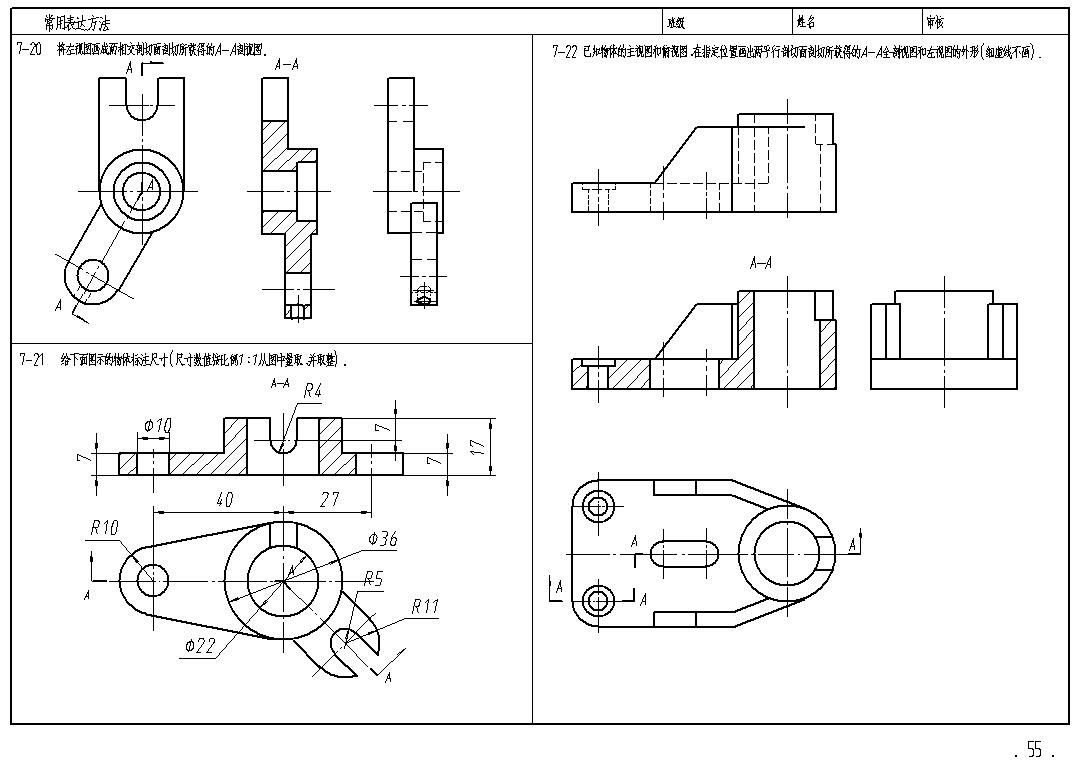 常用表达方法 班级 姓名 审核
7-20 将左视图画成两相交剖切面剖切所获得的A-A剖视图.
A A-A
A
A
7-21 给下面图示的物体标注尺寸(尺寸数值按比例1:1从图中量取,并取整).
A-A
R4
Φ10
7 7 7 17
40 27
R10
Φ36
A
A
R5
R11
Φ22
A
7-22 已知物体的主视图和俯视图,在指定位置画出两平行剖切面剖切所获得的A-A全剖视图和左视图的外形(细虚线不画).
A-A
A A
A A
.55.